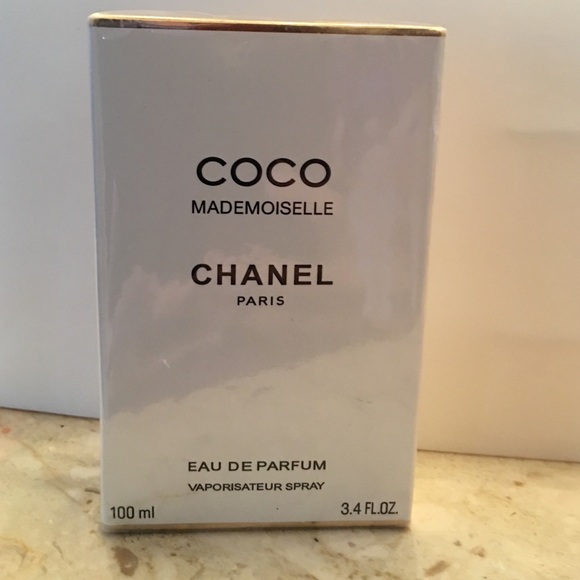 COCO
MADEMOISELLE
CHANEL
PARIS
EAU DE PARFUM
VAPORISATEUR SPRAY
100 ml 3.4 FL.OZ.